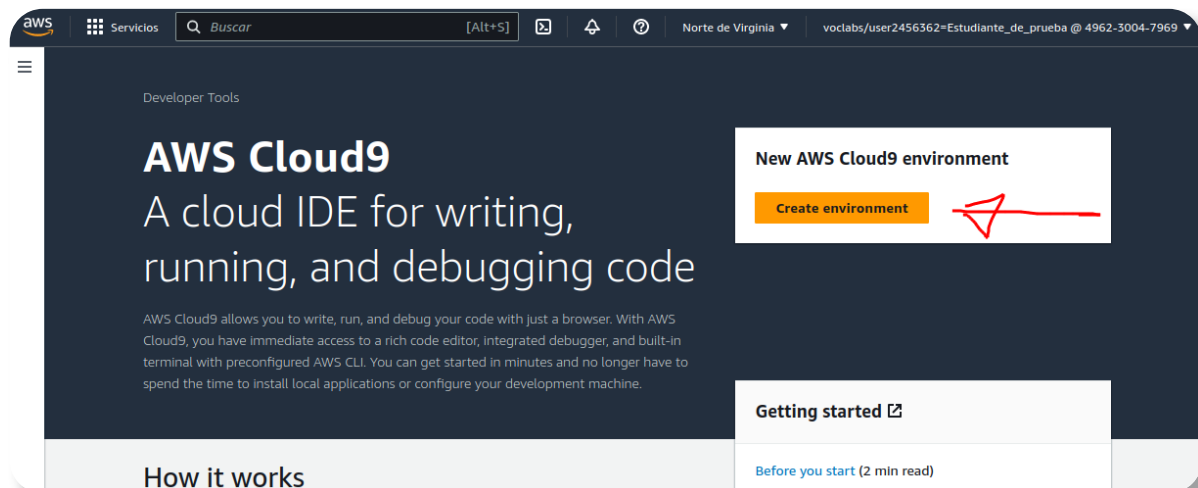 aws
Servicios
Buscar
[Alt+S]
Norte de Virginia
voclabs/user2456362=Estudiante_de_prueba @ 4962-3004-7969
Developer Tools
AWS Cloud9
A cloud IDE for writing,
running, and debugging code
AWS Cloud9 allows you to write, run, and debug your code with just a browser. With AWS
Cloud9, you have immediate access to a rich code editor, integrated debugger, and built-in
terminal with preconfigured AWS CLI. You can get started in minutes and no longer have to
spend the time to install local applications or configure your development machine.
New AWS Cloud9 environment
Create environment
Getting started
Before you start (2 min read)
How it works